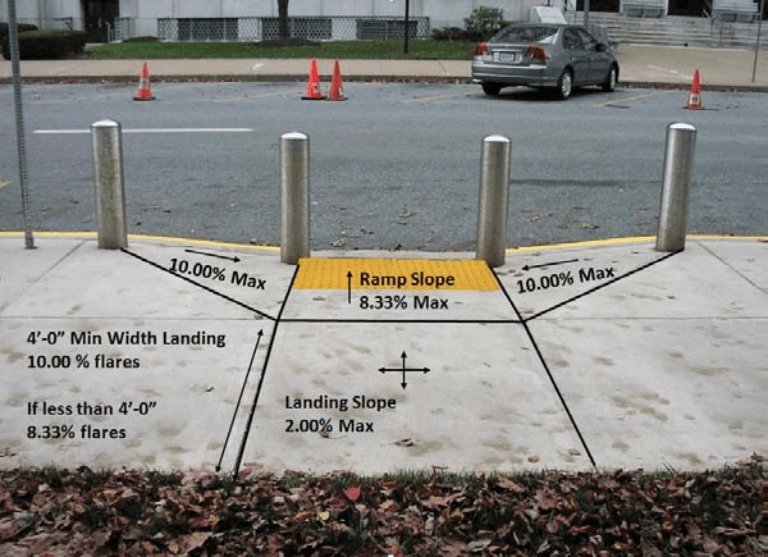 10.00% Max
Ramp Slope
8.33% Max
10.00% Max
4'-0" Min Width Landing
10.00 % flares
If less than 4'-0"
8.33% flares
Landing Slope
2.00% Max